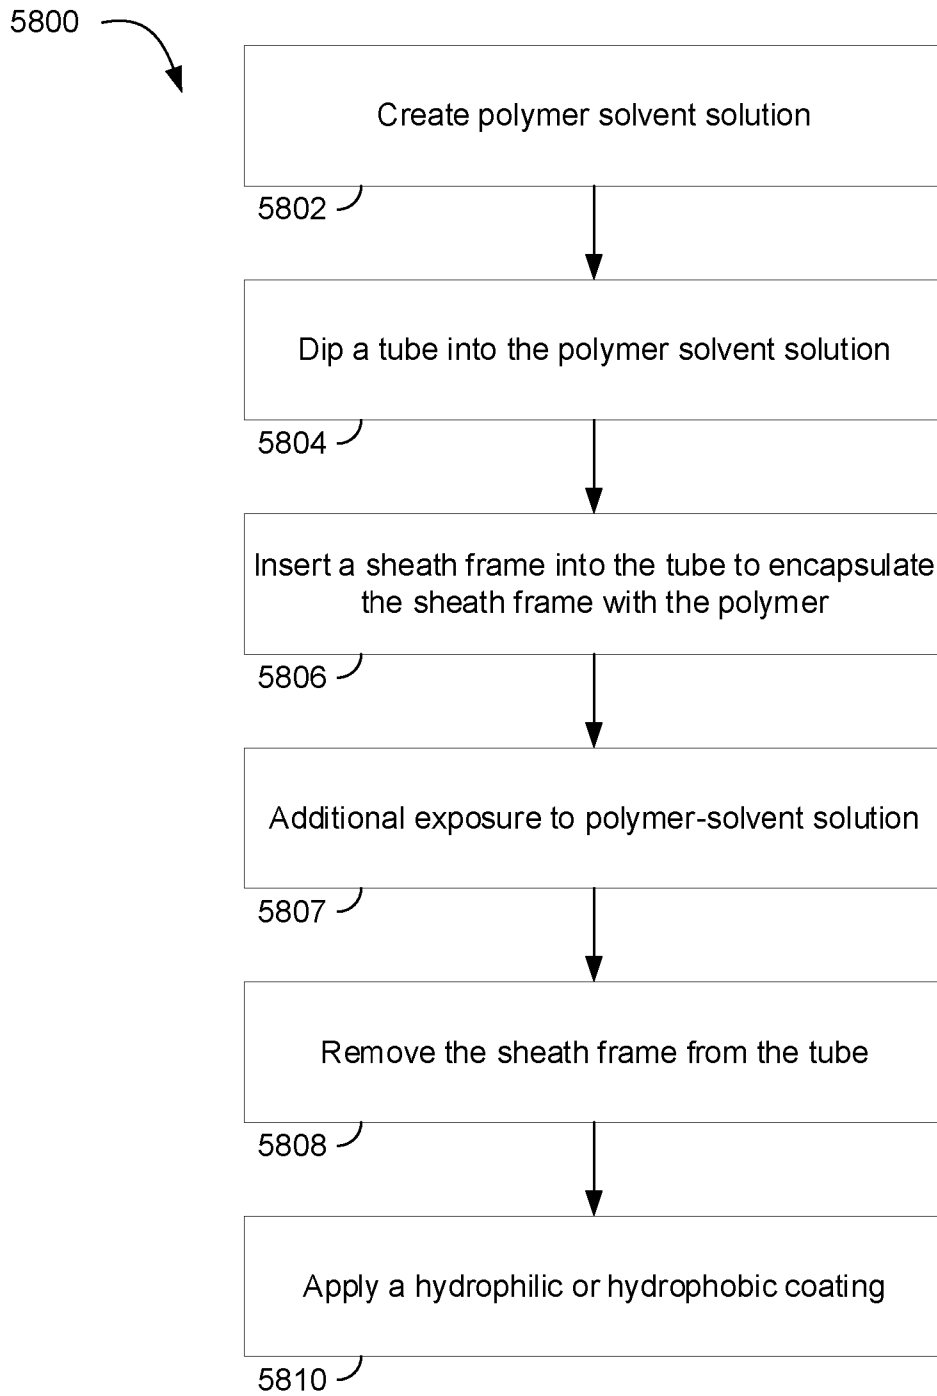 5800
Create polymer solvent solution
5802
Dip a tube into the polymer solvent solution
5804
Insert a sheath frame into the tube to encapsulate
the sheath frame with the polymer
5806
Additional exposure to polymer-solvent solution
5807
Remove the sheath frame from the tube
5808
Apply a hydrophilic or hydrophobic coating
5810